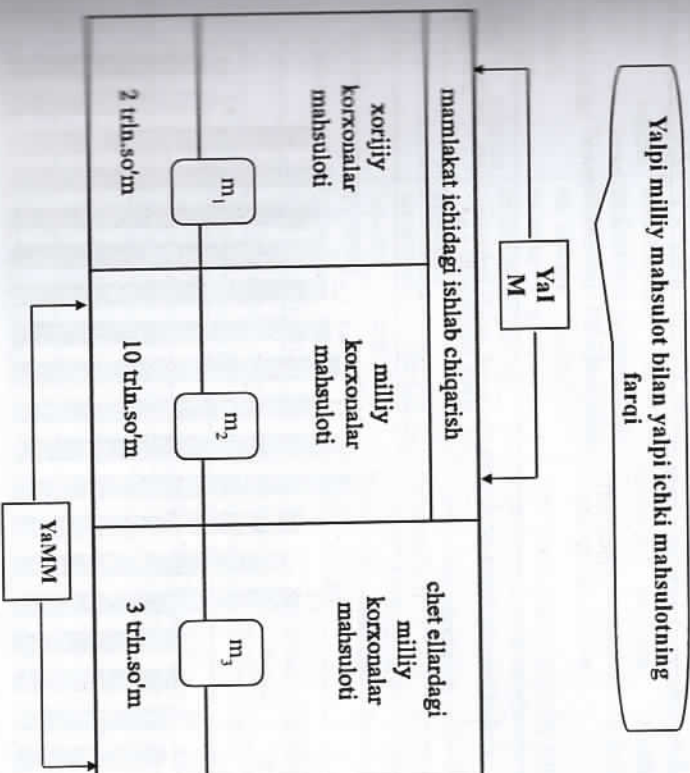 Yalpi milliy mahsulot bilan yalpi ichki mahsulotning
farqi
YaI
M
mamlakat ichidagi ishlab chiqarish
xorijiy
korxonalar
mahsuloti
milliy
korxonalar
mahsuloti
chet ellardagi
milliy
korxonalar
mahsuloti
m₁
m₂
m₃
2 trln.so'm
10 trln.so'm
3 trln.so'm
YaMM